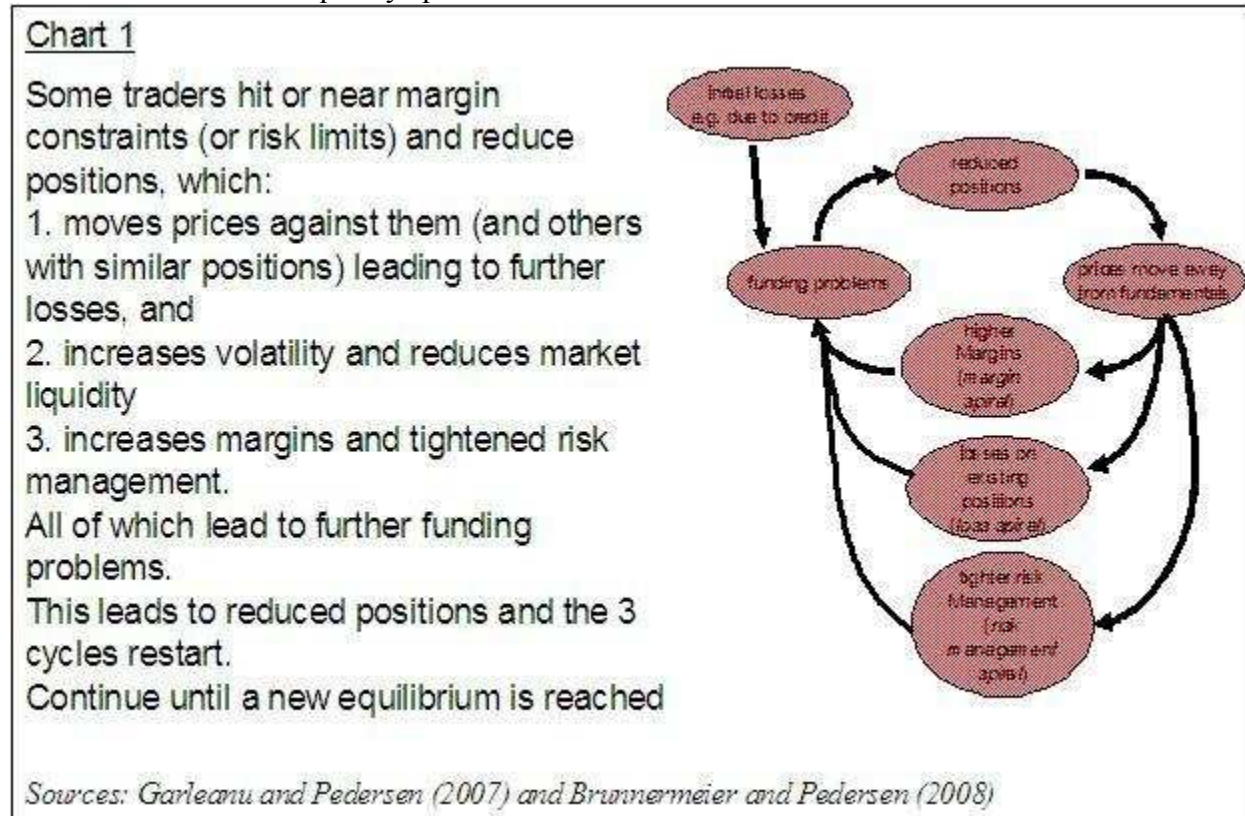 Chart 1
Some traders hit or near margin
constraints (or risk limits) and reduce
positions, which:
1. moves prices against them (and others
with similar positions) leading to further
losses, and
2. increases volatility and reduces market
liquidity
3. increases margins and tightened risk
management.
All of which lead to further funding
problems.
This leads to reduced positions and the 3
cycles restart.
Continue until a new equilibrium is reached
initial losses
e.g. due to credit
reduced
positions
funding problems
prices move away
from fundamentals
higher
Margins
(margin
spiral)
losses on
existing
positions
(loss spiral)
tighter risk
Management
(risk
management
spiral)
Sources: Garleanu and Pedersen (2007) and Brunnermeier and Pedersen (2008)